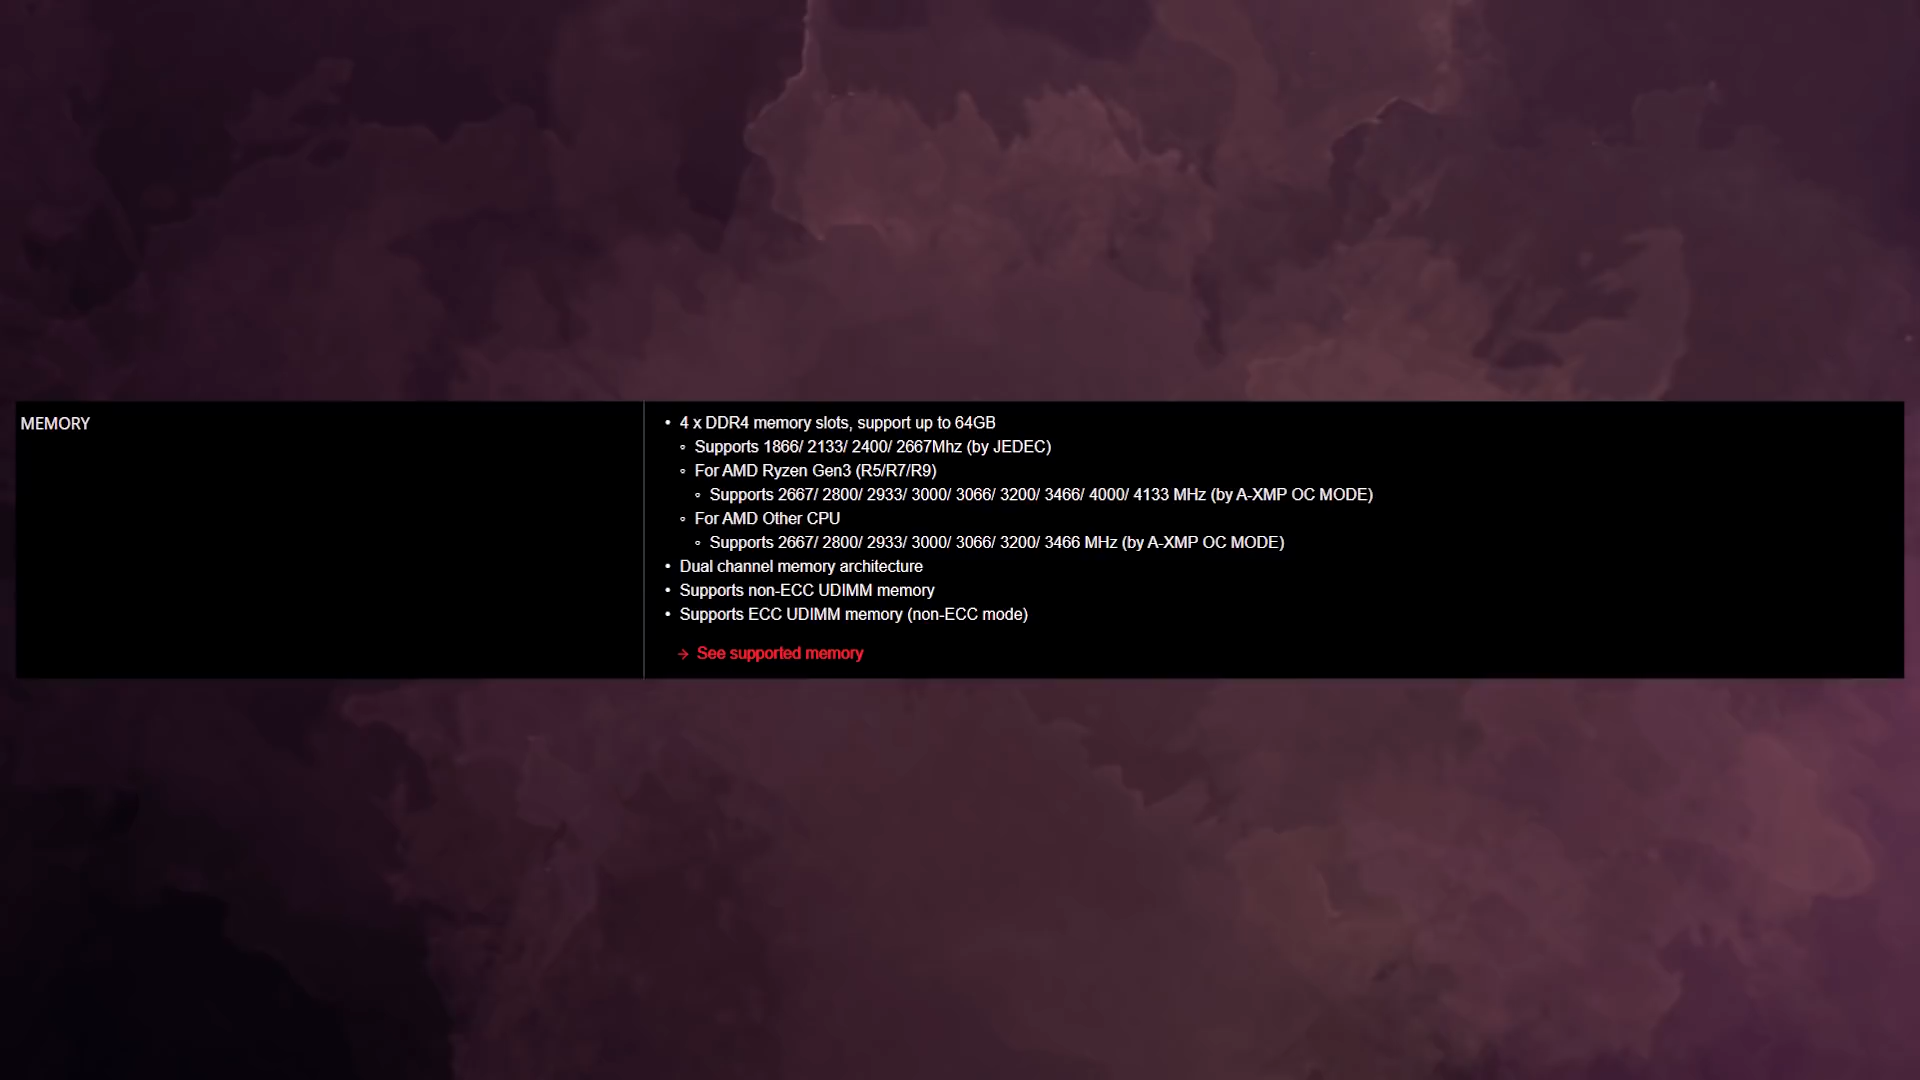 MEMORY
• 4 x DDR4 memory slots, support up to 64GB
◦ Supports 1866/ 2133/ 2400/ 2667Mhz (by JEDEC)
◦ For AMD Ryzen Gen3 (R5/R7/R9)
◦ Supports 2667/ 2800/ 2933/ 3000/ 3066/ 3200/ 3466/ 4000/ 4133 MHz (by A-XMP OC MODE)
◦ For AMD Other CPU
◦ Supports 2667/ 2800/ 2933/ 3000/ 3066/ 3200/ 3466 MHz (by A-XMP OC MODE)
• Dual channel memory architecture
• Supports non-ECC UDIMM memory
• Supports ECC UDIMM memory (non-ECC mode)
→ See supported memory